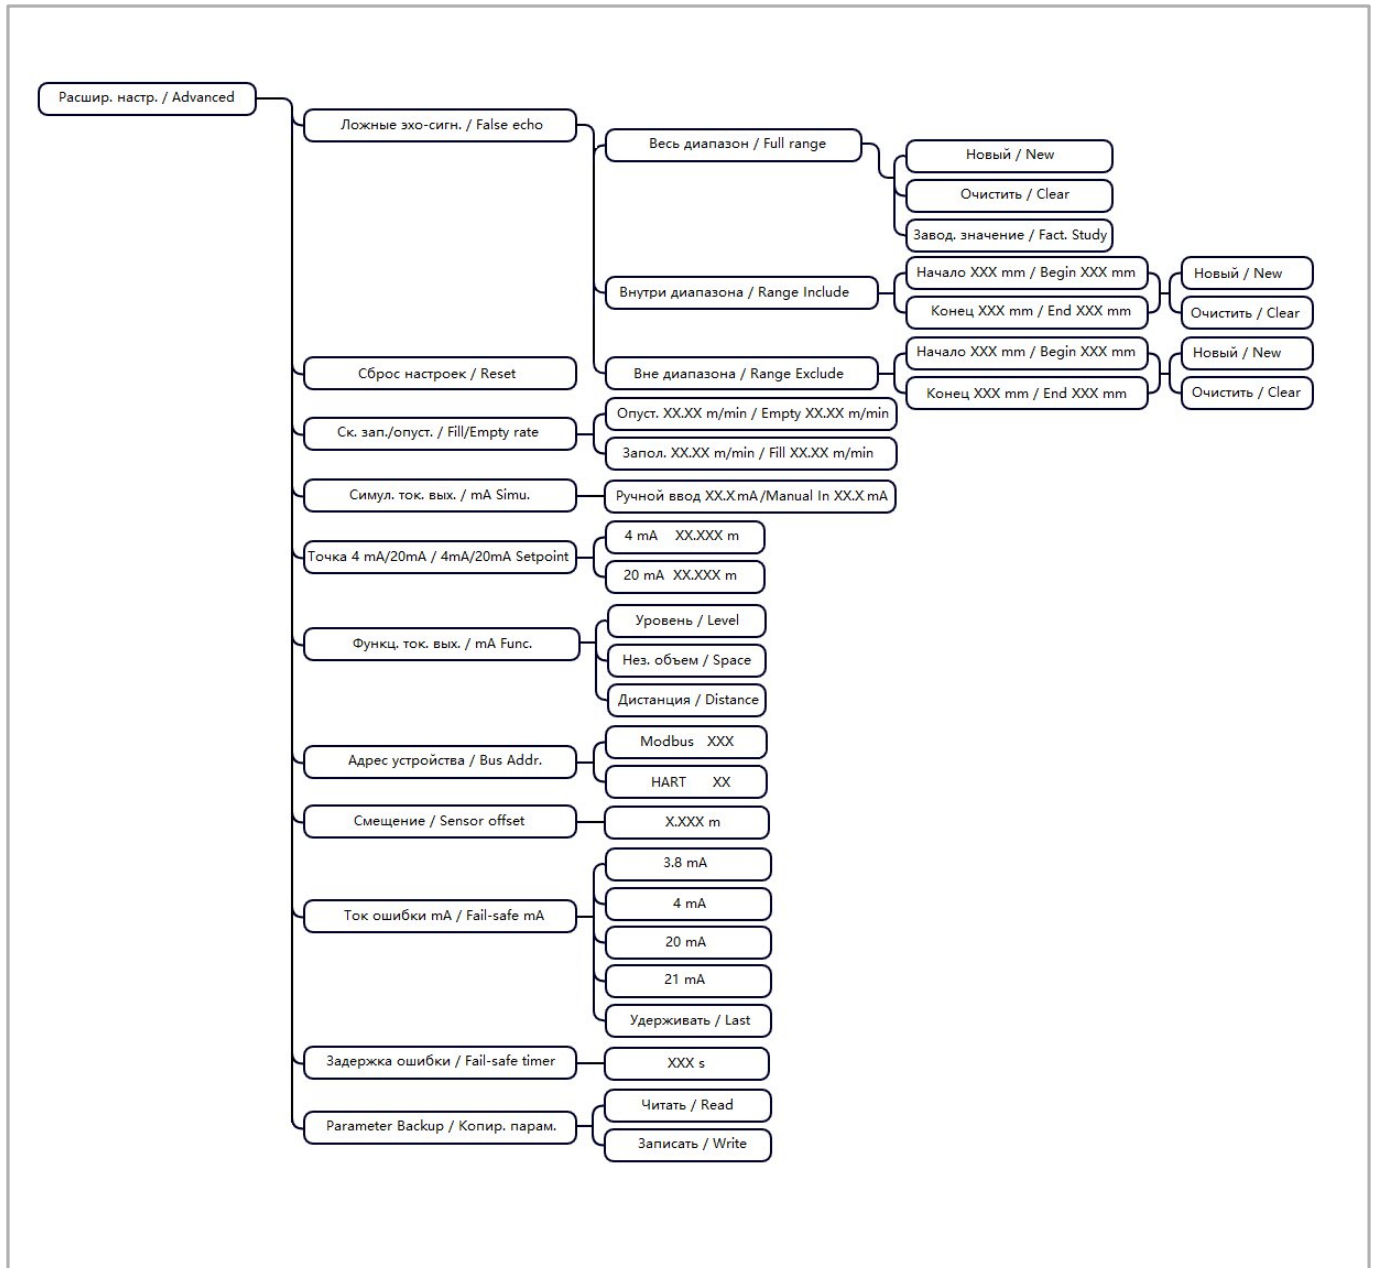 Расшир. настр. / Advanced
Ложные эхо-сигн. / False echo
Весь диапазон / Full range
Новый / New
Очистить / Clear
Завод. значение / Fact. Study
Внутри диапазона / Range Include
Начало XXX mm / Begin XXX mm
Конец XXX mm / End XXX mm
Новый / New
Очистить / Clear
Вне диапазона / Range Exclude
Начало XXX mm / Begin XXX mm
Конец XXX mm / End XXX mm
Новый / New
Очистить / Clear
Сброс настроек / Reset
Ск. зап./опуст. / Fill/Empty rate
Опуст. XX.XX m/min / Empty XX.XX m/min
Запол. XX.XX m/min / Fill XX.XX m/min
Симул. ток. вых. / mA Simu.
Ручной ввод XX.X mA /Manual In XX.X mA
Точка 4 mA/20mA / 4mA/20mA Setpoint
4 mA XX.XXX m
20 mA XX.XXX m
Функц. ток. вых. / mA Func.
Уровень / Level
Нез. объем / Space
Дистанция / Distance
Адрес устройства / Bus Addr.
Modbus XXX
HART XX
Смещение / Sensor offset
X.XXX m
Ток ошибки mA / Fail-safe mA
3.8 mA
4 mA
20 mA
21 mA
Удерживать / Last
Задержка ошибки / Fail-safe timer
XXX s
Parameter Backup / Копир. парам.
Читать / Read
Записать / Write